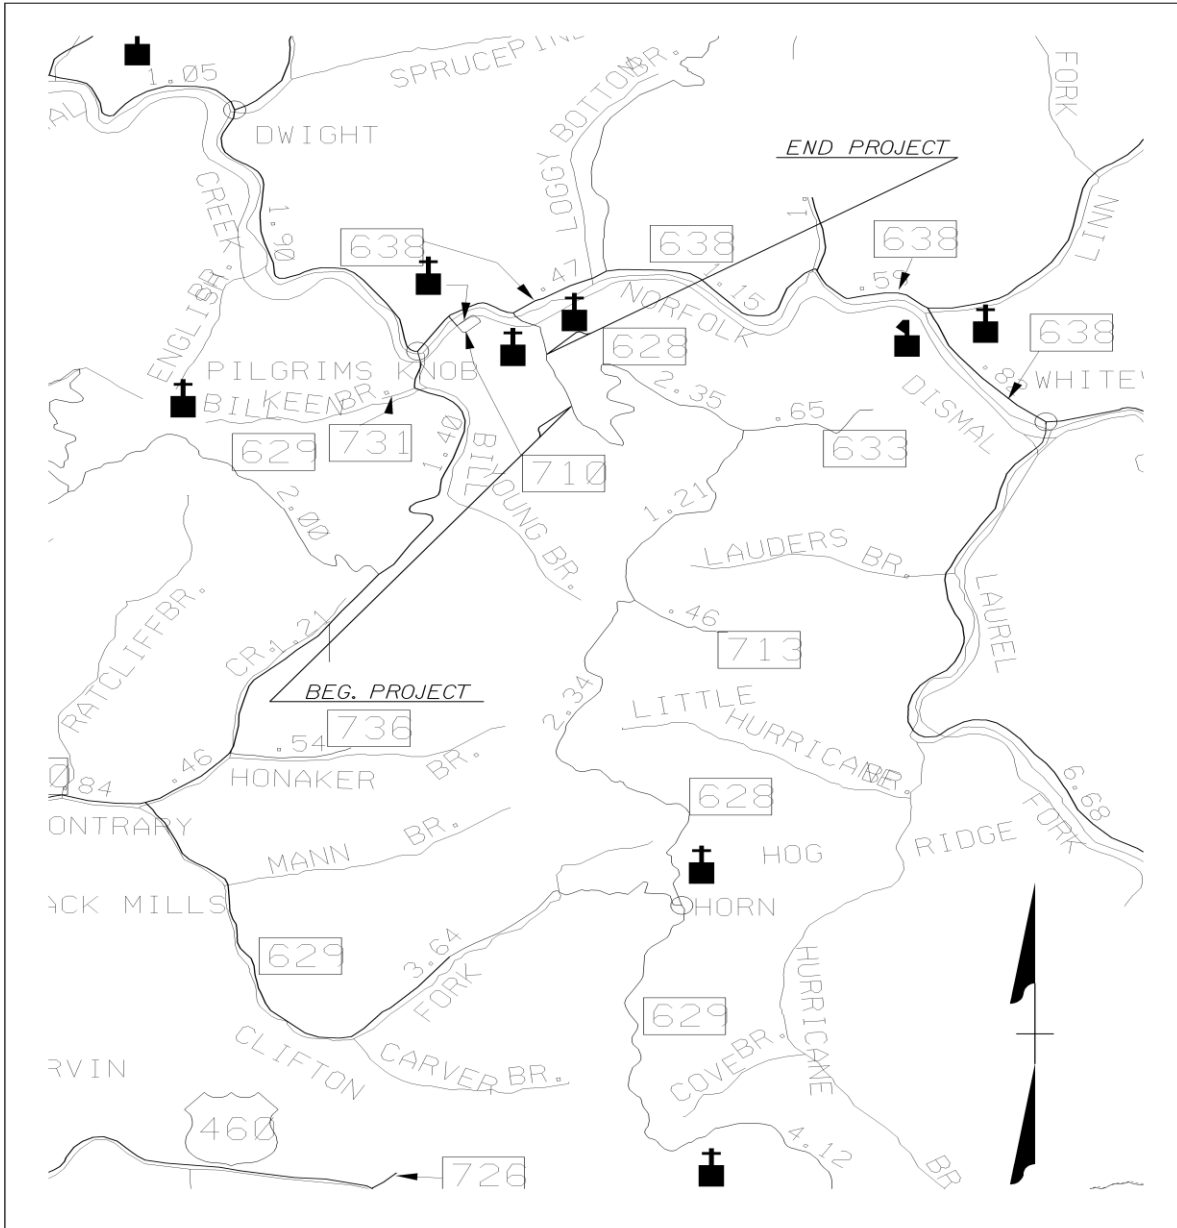 1.05
SPRUCEPINE
BR.
FORK
DWIGHT
LOGGY BOTTOM
END PROJECT
CREEK
1.90
638
638
638
LINN
.47
.15
.59
ENGLISH
BR.
NORFOLK
628
638
PILGRIMS KNOB
BILL
KEEN
BR.
2.35
.65
DISMAL
629
731
1.40
BILL
YOUNG BR.
710
633
2.00
1.21
LAUDERS
BR.
RATCLIFF
BR.
CR.
1.21
.46
713
LAUREL
BEG. PROJECT
736
2.34
LITTLE
HURRICANE
BR.
.54
.46
.84
HONAKER
BR.
628
6.68
FORK
ONTRARY
MANN
BR.
HOG
RIDGE
ACK MILLS
HORN
629
3.64
FORK
629
HURRICANE
CLIFTON
CARVER
BR.
COVE
BR.
RVIN
460
4.12
BR
726